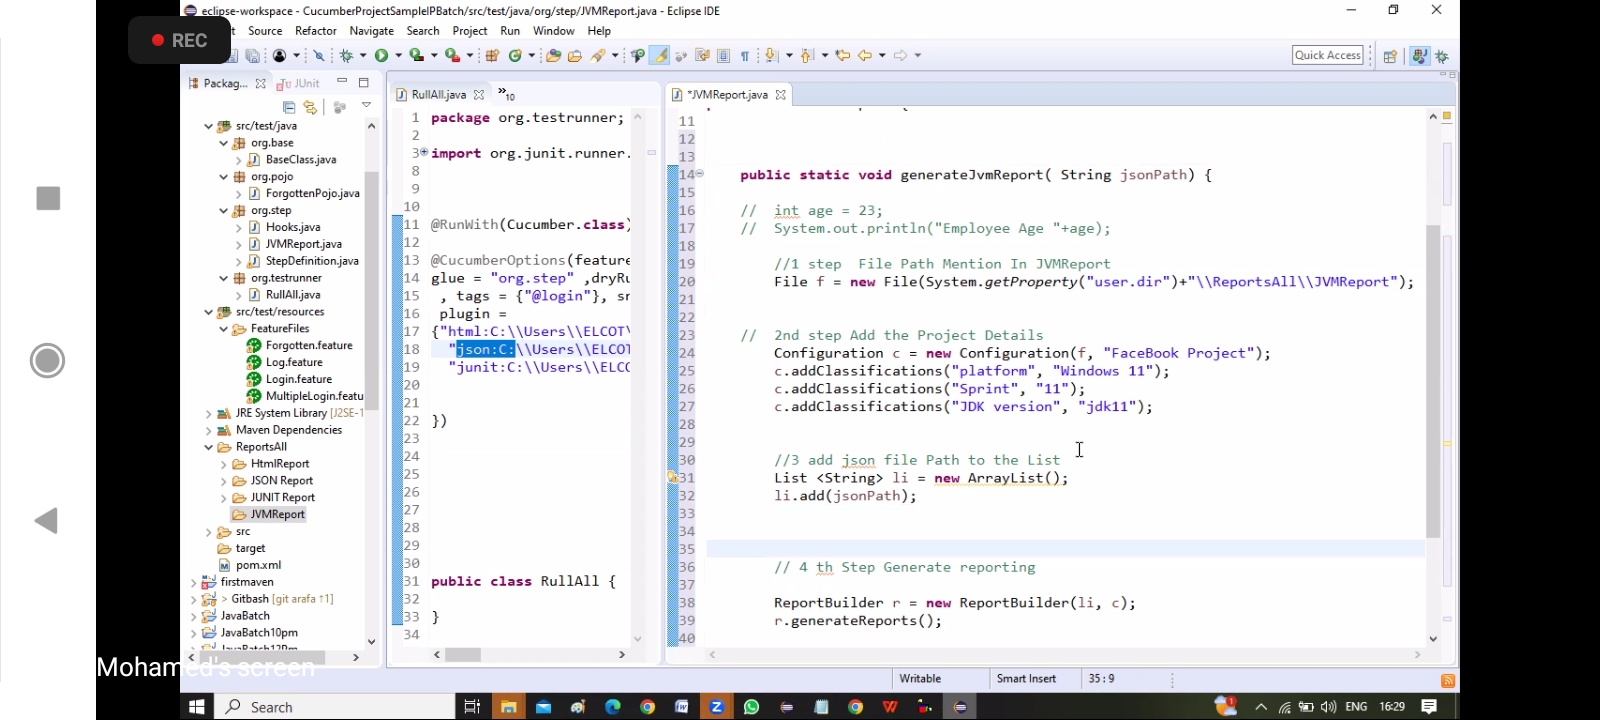 eclipse-workspace - CucumberProjectSampleIPBatch/src/test/java/org/step/JVMReport.java - Eclipse IDE
REC
Source Refactor Navigate Search Project Run Window Help
Quick Access
Packag...
JUnit
src/test/java
org.base
BaseClass.java
org.pojo
ForgottenPojo.java
org.step
Hooks.java
JVMReport.java
StepDefinition.java
org.testrunner
RullAll.java
src/test/resources
FeatureFiles
Forgotten.feature
Log.feature
Login.feature
MultipleLogin.featu
JRE System Library [J2SE-1
Maven Dependencies
ReportsAll
HtmlReport
JSON Report
JUNIT Report
JVMReport
src
target
pom.xml
firstmaven
> Gitbash [git arafa ↑1]
JavaBatch
JavaBatch10pm
RullAll.java
»10
1 package org.testrunner;
2
3 import org.junit.runner.
8
9
10
11 @RunWith(Cucumber.class)
12
13 @CucumberOptions(feature
14 glue = "org.step" ,dryRu
15 , tags = {"@login"}, sn
16 plugin =
17 {"html:C:\\Users\\ELCOT\
18 "json:C:\\Users\\ELCOT
19 "junit:C:\\Users\\ELCO
20
21
22 })
23
24
25
26
27
28
29
30
31 public class RullAll {
32
33 }
34
*JVMReport.java
11
12
13
14 public static void generateJvmReport( String jsonPath) {
15
16 // int age = 23;
17 // System.out.println("Employee Age "+age);
18
19 //1 step File Path Mention In JVMReport
20 File f = new File(System.getProperty("user.dir")+"\\ReportsAll\\JVMReport");
21
22
23 // 2nd step Add the Project Details
24 Configuration c = new Configuration(f, "FaceBook Project");
25 c.addClassifications("platform", "Windows 11");
26 c.addClassifications("Sprint", "11");
27 c.addClassifications("JDK version", "jdk11");
28
29
30 //3 add json file Path to the List
31 List <String> li = new ArrayList();
32 li.add(jsonPath);
33
34
35
36 // 4 th Step Generate reporting
37
38 ReportBuilder r = new ReportBuilder(li, c);
39 r.generateReports();
40
Mohamed's screen
Writable
Smart Insert
35 : 9
Search
ENG
16:29